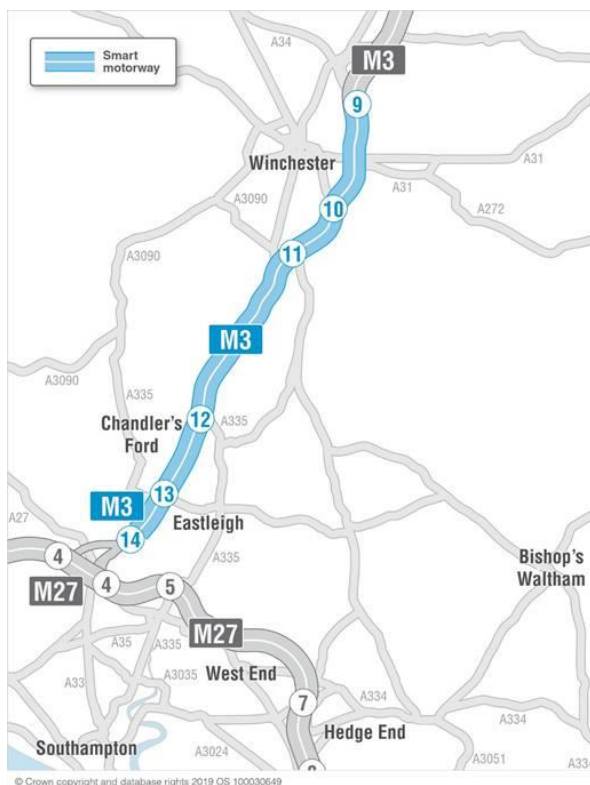 Smart
motorway
A34
M3
9
Winchester
A31
A31
A3090
10
A272
11
A3090
M3
A3090
A335
12
A335
Chandler's
Ford
13
M3
Eastleigh
14
A27
4
A335
Bishop's
Waltham
M27
4
5
M27
A35
A335
A3035
West End
A33
7
A334
Hedge End
A334
Southampton
A3024
A3051
© Crown copyright and database rights 2019 OS 100030649